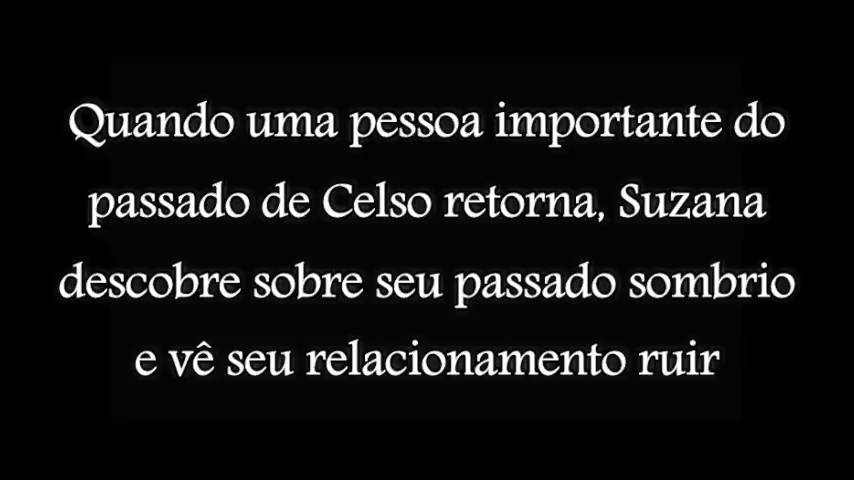 Quando uma pessoa importante do
passado de Celso retorna, Suzana
descobre sobre seu passado sombrio
e vê seu relacionamento ruir